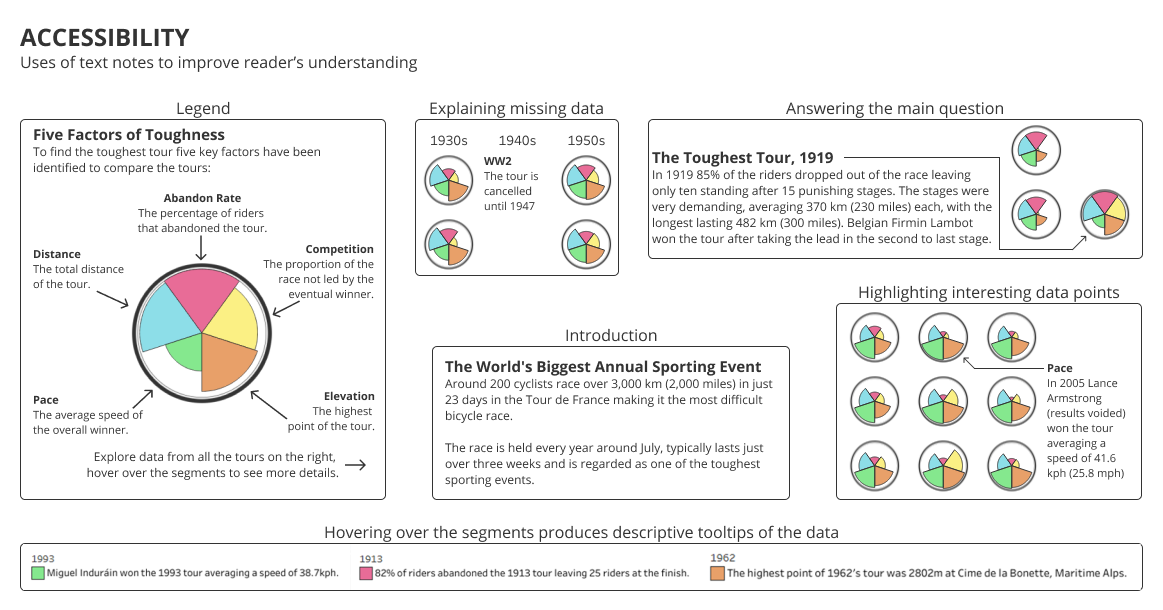 ACCESSIBILITY
Uses of text notes to improve reader's understanding
Legend
Five Factors of Toughness
To find the toughest tour five key factors have been
identified to compare the tours:
Abandon Rate
The percentage of riders
that abandoned the tour.
Competition
The proportion of the
race not led by the
eventual winner.
Distance
The total distance
of the tour.
Pace
The average speed of
the overall winner.
Elevation
The highest
point of the tour.
Explore data from all the tours on the right,
hover over the segments to see more details.
Explaining missing data
1930s 1940s 1950s
WW2
The tour is
cancelled
until 1947
Answering the main question
The Toughest Tour, 1919
In 1919 85% of the riders dropped out of the race leaving
only ten standing after 15 punishing stages. The stages were
very demanding, averaging 370 km (230 miles) each, with the
longest lasting 482 km (300 miles). Belgian Firmin Lambot
won the tour after taking the lead in the second to last stage.
Introduction
The World's Biggest Annual Sporting Event
Around 200 cyclists race over 3,000 km (2,000 miles) in just
23 days in the Tour de France making it the most difficult
bicycle race.
The race is held every year around July, typically lasts just
over three weeks and is regarded as one of the toughest
sporting events.
Highlighting interesting data points
Pace
In 2005 Lance
Armstrong
(results voided)
won the tour
averaging a
speed of 41.6
kph (25.8 mph)
Hovering over the segments produces descriptive tooltips of the data
1993
Miguel Induráin won the 1993 tour averaging a speed of 38.7kph.
1913
82% of riders abandoned the 1913 tour leaving 25 riders at the finish.
1962
The highest point of 1962's tour was 2802m at Cime de la Bonette, Maritime Alps.